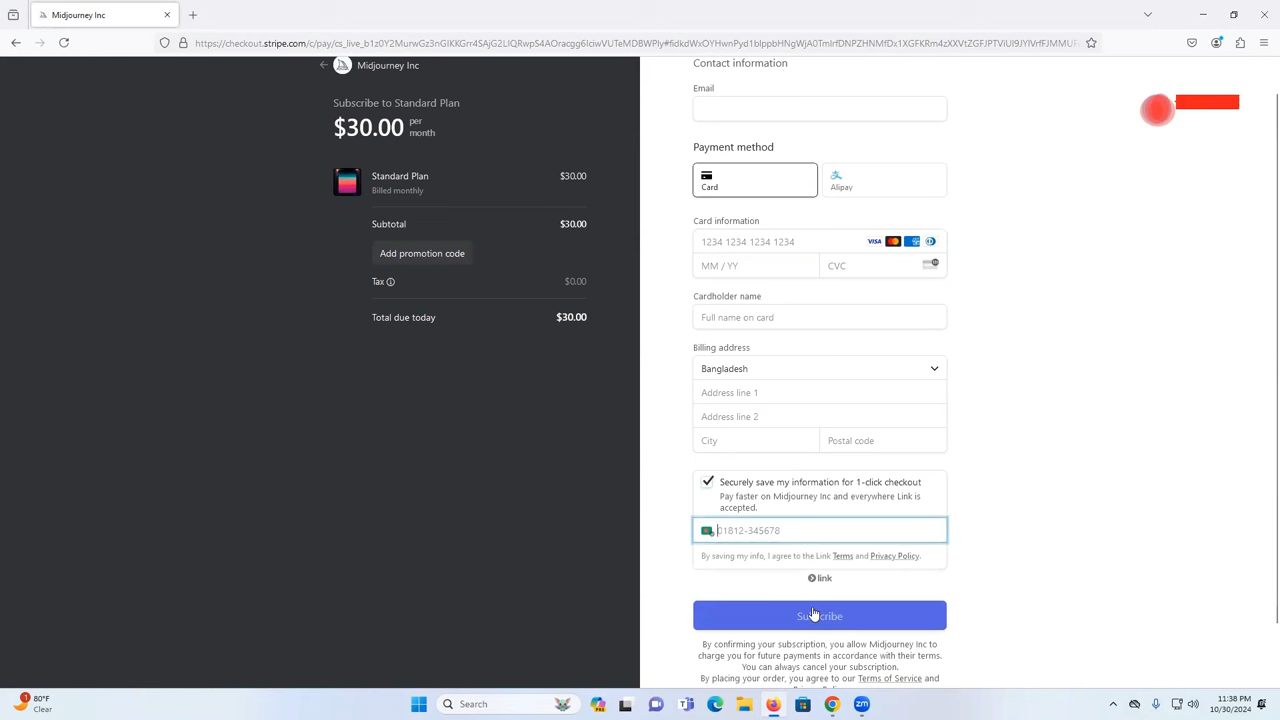 Midjourney Inc
https://checkout.stripe.com/c/pay/
Midjourney Inc
Subscribe to Standard Plan
$30.00 per month
Standard Plan $30.00
Billed monthly
Subtotal $30.00
Add promotion code
Tax $0.00
Total due today $30.00
Contact information
Email
Payment method
Card
Alipay
Card information
1234 1234 1234 1234 VISA
MM / YY CVC
Cardholder name
Full name on card
Billing address
Bangladesh
Address line 1
Address line 2
City Postal code
Securely save my information for 1-click checkout
Pay faster on Midjourney Inc and everywhere Link is
accepted.
01812-345678
By saving my info, I agree to the Link Terms and Privacy Policy.
link
Subscribe
By confirming your subscription, you allow Midjourney Inc to
charge you for future payments in accordance with their terms.
You can always cancel your subscription.
By placing your order, you agree to our Terms of Service and
1
80°F
Clear
Search
zm
11:38 PM
10/30/2024